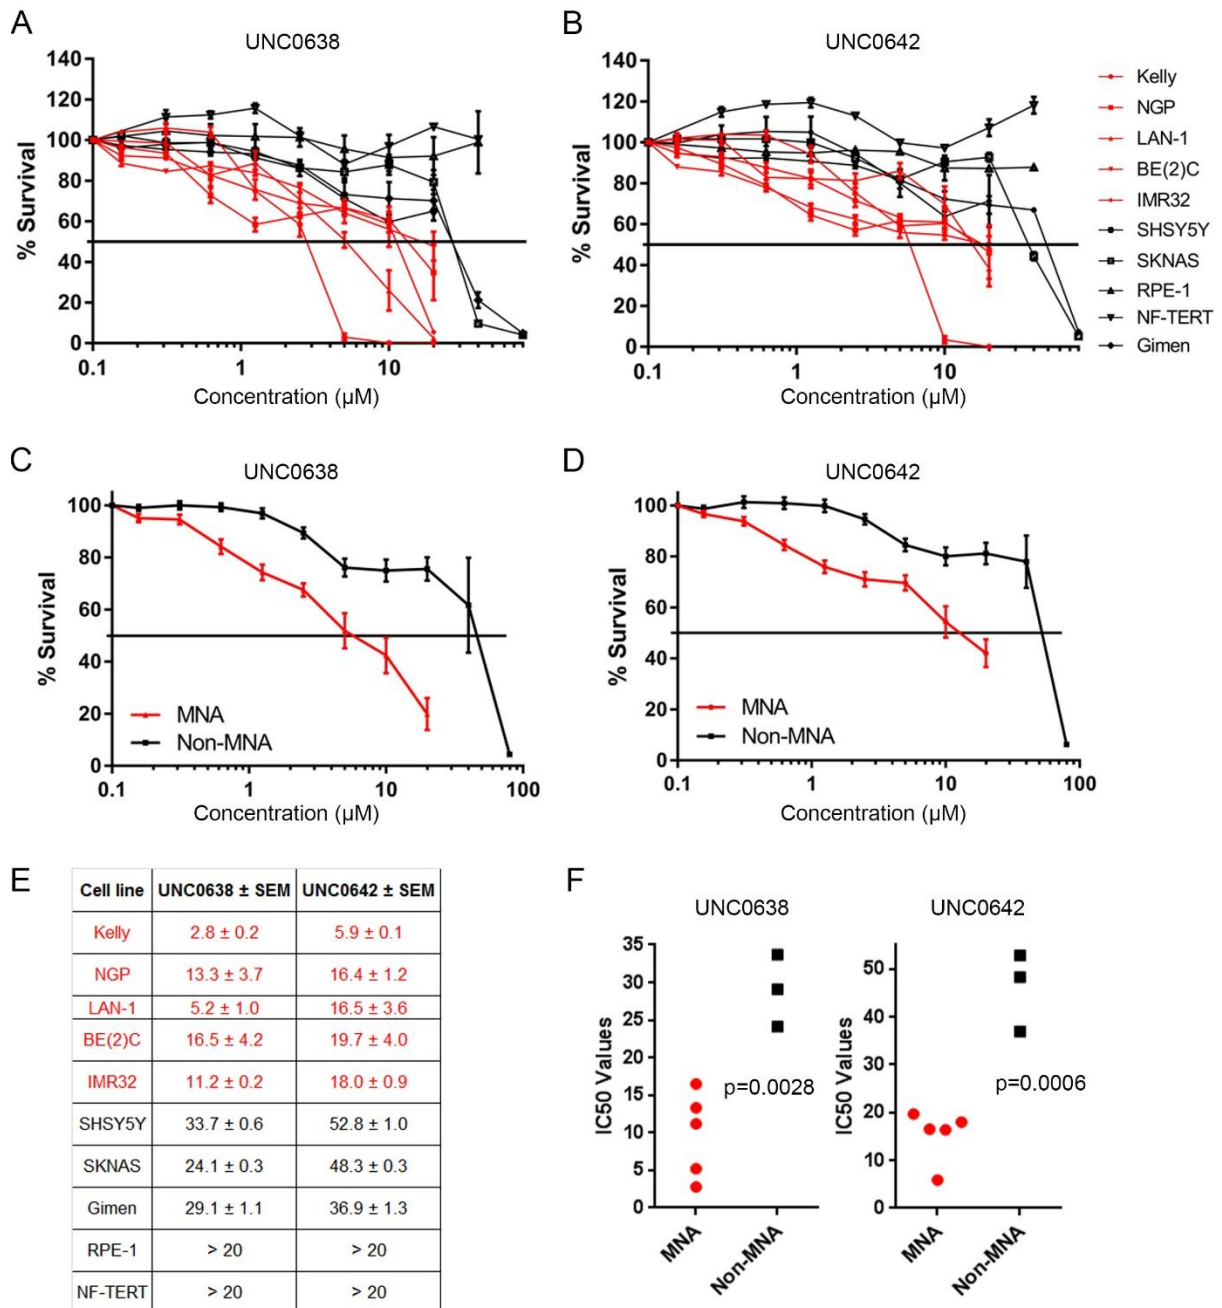 A
UNC0638
140
120
100
80
60
40
20
0
% Survival
0.1
1
10
Concentration (µM)
B
UNC0642
140
120
100
80
60
40
20
0
% Survival
0.1
1
10
Concentration (µM)
Kelly
NGP
LAN-1
BE(2)C
IMR32
SHSY5Y
SKNAS
RPE-1
NF-TERT
Gimen
C
UNC0638
100
80
60
40
20
0
% Survival
MNA
Non-MNA
0.1
1
10
100
Concentration (µM)
D
UNC0642
100
80
60
40
20
0
% Survival
MNA
Non-MNA
0.1
1
10
100
Concentration (µM)
E
Cell line UNC0638 ± SEM UNC0642 ± SEM
Kelly 2.8 ± 0.2 5.9 ± 0.1
NGP 13.3 ± 3.7 16.4 ± 1.2
LAN-1 5.2 ± 1.0 16.5 ± 3.6
BE(2)C 16.5 ± 4.2 19.7 ± 4.0
IMR32 11.2 ± 0.2 18.0 ± 0.9
SHSY5Y 33.7 ± 0.6 52.8 ± 1.0
SKNAS 24.1 ± 0.3 48.3 ± 0.3
Gimen 29.1 ± 1.1 36.9 ± 1.3
RPE-1 > 20 > 20
NF-TERT > 20 > 20
F
UNC0638
35
30
25
20
15
10
5
0
IC50 Values
p=0.0028
MNA
Non-MNA
UNC0642
50
40
30
20
10
0
IC50 Values
p=0.0006
MNA
Non-MNA